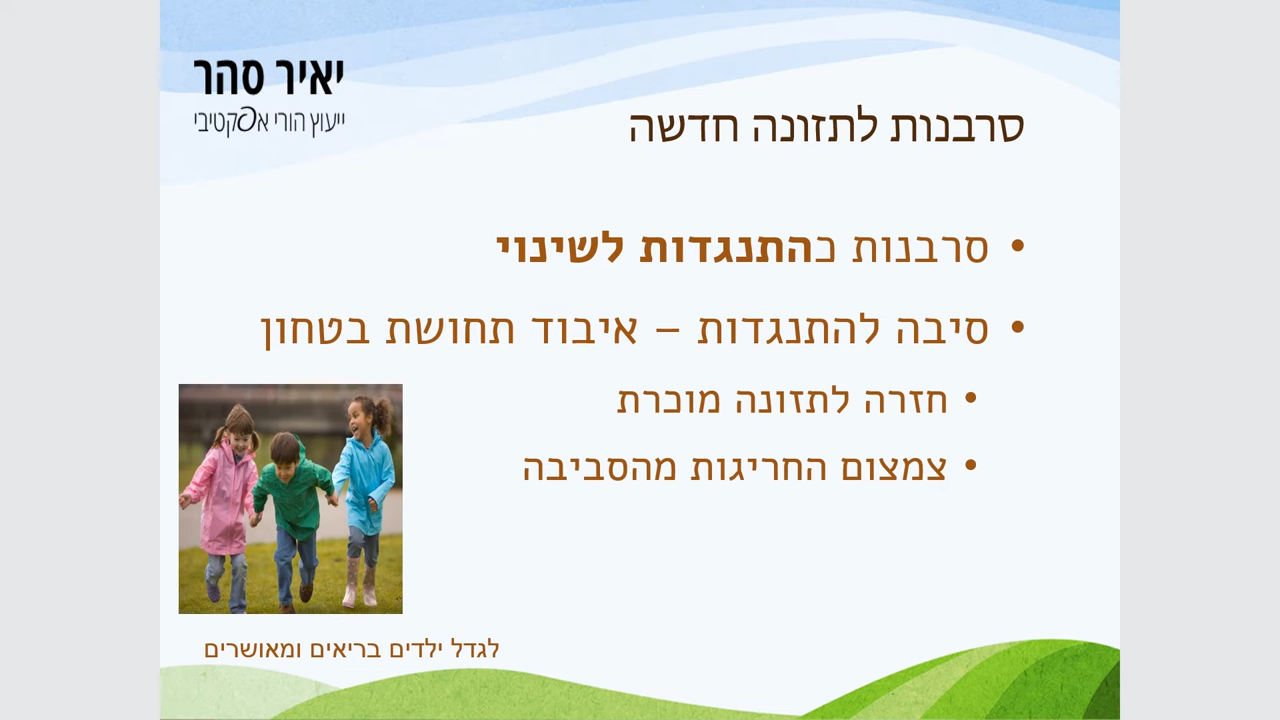 יאיר סהר
ייעוץ הורי אפקטיבי
סרבנות לתזונה חדשה
• סרבנות כהתנגדות לשינוי
• סיבה להתנגדות – איבוד תחושת בטחון
• חזרה לתזונה מוכרת
• צמצום החריגות מהסביבה
לגדל ילדים בריאים ומאושרים